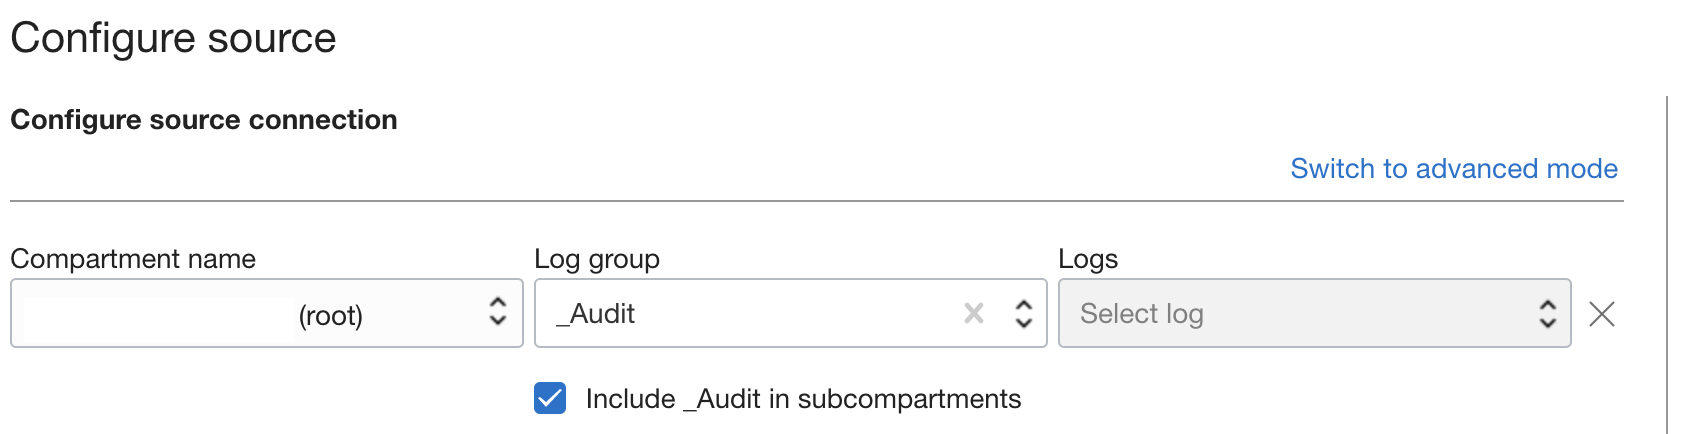 Configure source
Configure source connection
Switch to advanced mode
Compartment name Log group Logs
(root) _Audit Select log
Include _Audit in subcompartments